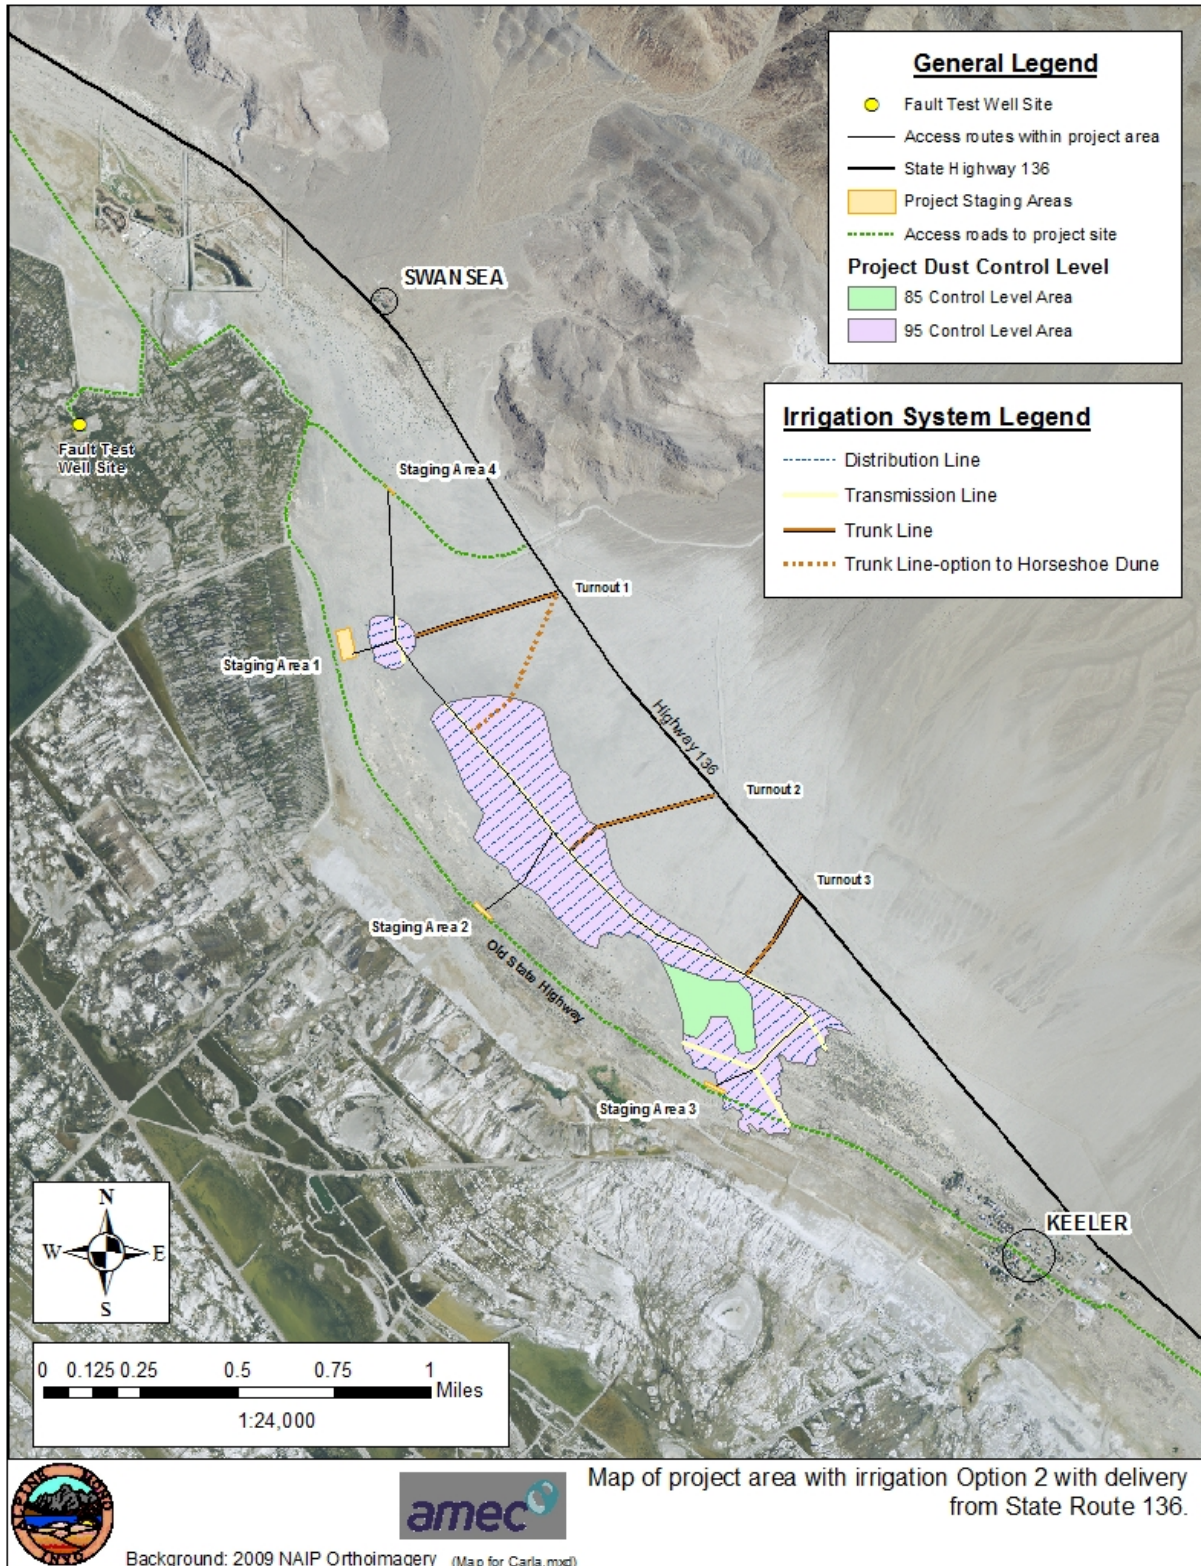 General Legend
Fault Test Well Site
Access routes within project area
State Highway 136
Project Staging Areas
Access roads to project site
Project Dust Control Level
85 Control Level Area
95 Control Level Area
Irrigation System Legend
Distribution Line
Transmission Line
Trunk Line
Trunk Line-option to Horseshoe Dune
SWANSEA
Fault Test
Well Site
Staging Area 4
Turnout 1
Staging Area 1
Highway 136
Turnout 2
Turnout 3
Staging Area 2
Old State Highway
Staging Area 3
KEELER
N
W E
S
0 0.125 0.25 0.5 0.75 1
Miles
1:24,000
Map of project area with irrigation Option 2 with delivery
from State Route 136.
ALPINE MONO
INYO
amec
Background: 2009 NAIP Orthoimagery (Map for Carla.mxd)